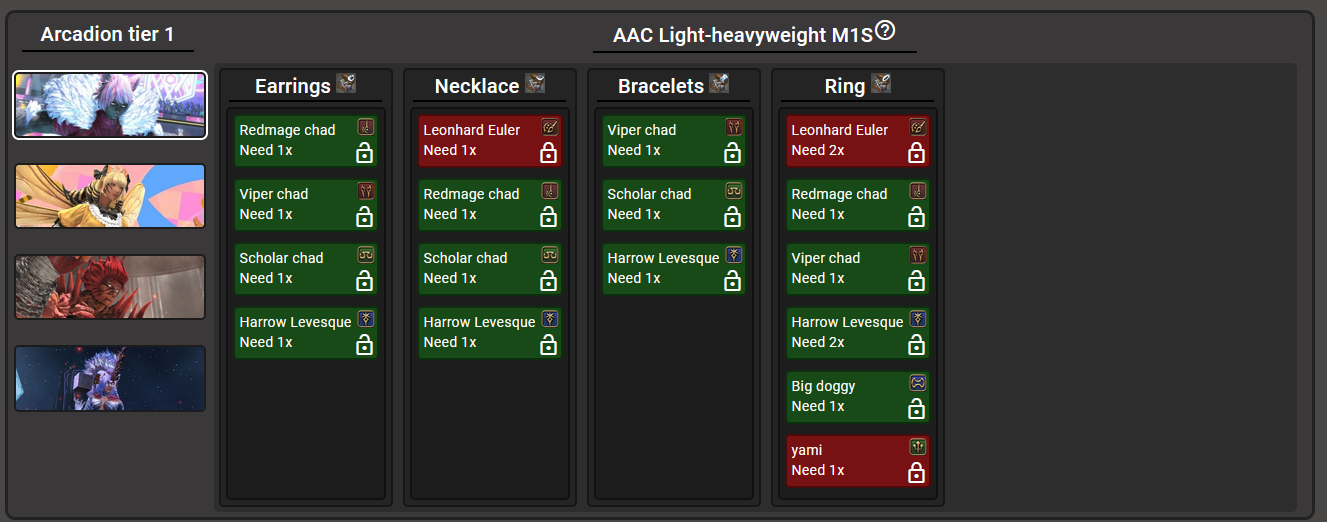 Arcadion tier 1
AAC Light-heavyweight M1S
Earrings
Redmage chad
Need 1x
Viper chad
Need 1x
Scholar chad
Need 1x
Harrow Levesque
Need 1x
Necklace
Leonhard Euler
Need 1x
Redmage chad
Need 1x
Scholar chad
Need 1x
Harrow Levesque
Need 1x
Bracelets
Viper chad
Need 1x
Scholar chad
Need 1x
Harrow Levesque
Need 1x
Ring
Leonhard Euler
Need 2x
Redmage chad
Need 1x
Viper chad
Need 1x
Harrow Levesque
Need 2x
Big doggy
Need 1x
yami
Need 1x